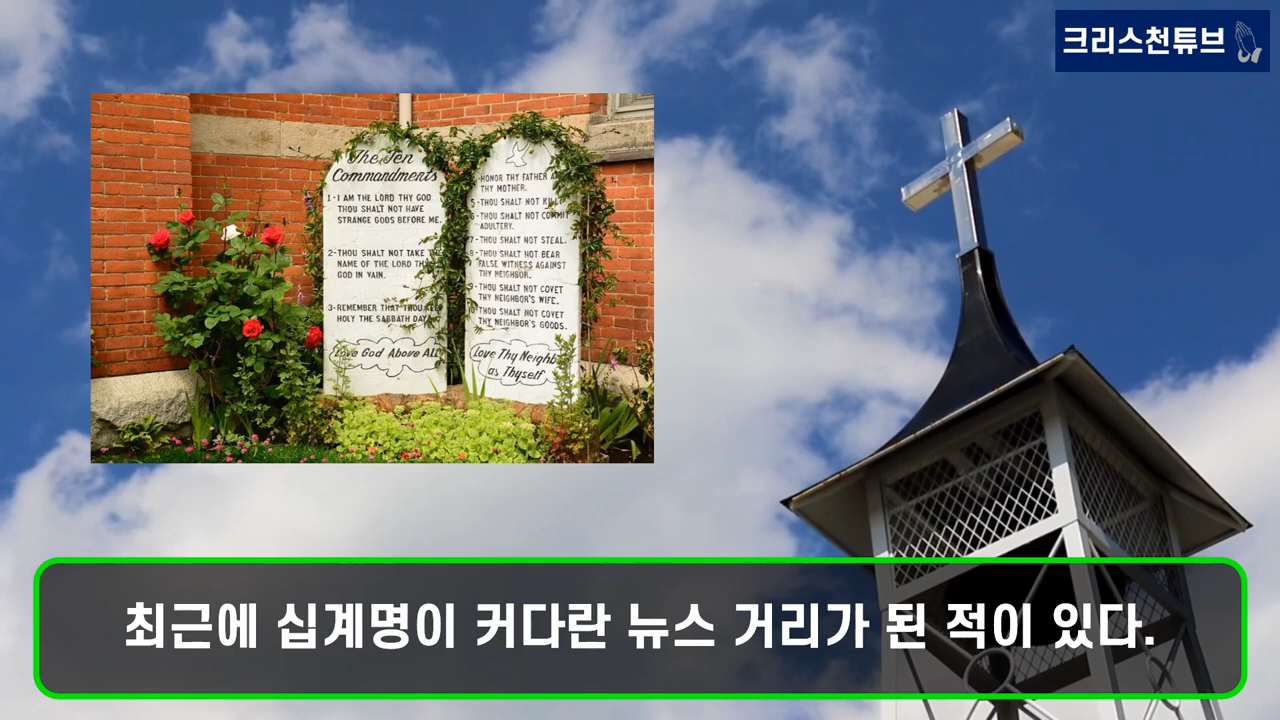 크리스천튜브
The Ten
Commandments
1-I AM THE LORD THY GOD
THOU SHALT NOT HAVE
STRANGE GODS BEFORE ME.
2-THOU SHALT NOT TAKE
NAME OF THE LORD
GOD IN VAIN.
3-REMEMBER THAT THOU
HOLY THE SABBATH DAY.
Love God Above
-HONOR THY FATHER
THY MOTHER.
5-THOU SHALT NOT
6-THOU SHALT NOT COMMIT
ADULTERY.
7-THOU SHALT NOT STEAL.
8-THOU SHALT NOT BEAR
FALSE WITNESS AGAINST
THY NEIGHBOR.
9-THOU SHALT NOT COVET
THY NEIGHBOR'S WIFE.
10-THOU SHALT NOT COVET
THY NEIGHBOR'S GOODS.
Love Thy
as Thyself
최근에 십계명이 커다란 뉴스 거리가 된 적이 있다.